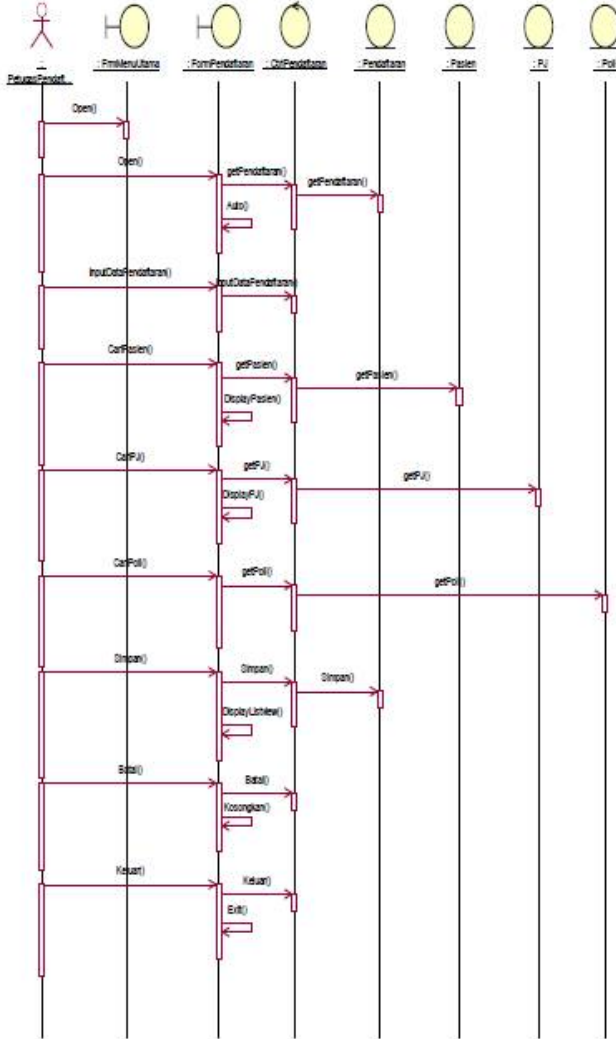 :
PetugasPendaf...
: FrmMenuUtama
: FormPendaftaran
: CtrlPendaftaran
: Pendaftaran
: Pasien
: PJ
: Poli
Open()
Open()
getPendaftaran()
getPendaftaran()
Auto()
InputDataPendaftaran()
InputDataPendaftaran()
CariPasien()
getPasien()
getPasien()
DisplayPasien()
CariPJ()
getPJ()
getPJ()
DisplayPJ()
CariPoli()
getPoli()
getPoli()
Simpan()
Simpan()
Simpan()
DisplayListview()
Batal()
Batal()
Kosongkan()
Keluar()
Keluar()
Exit()